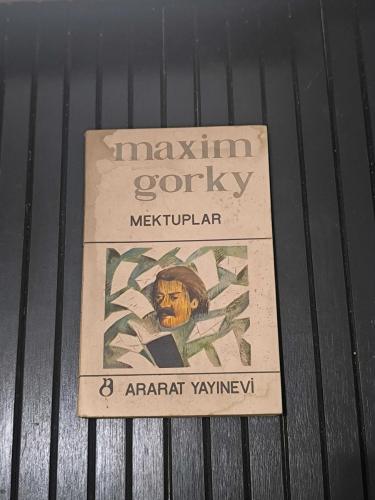 maxim
gorky
MEKTUPLAR
ARARAT YAYINEVİ